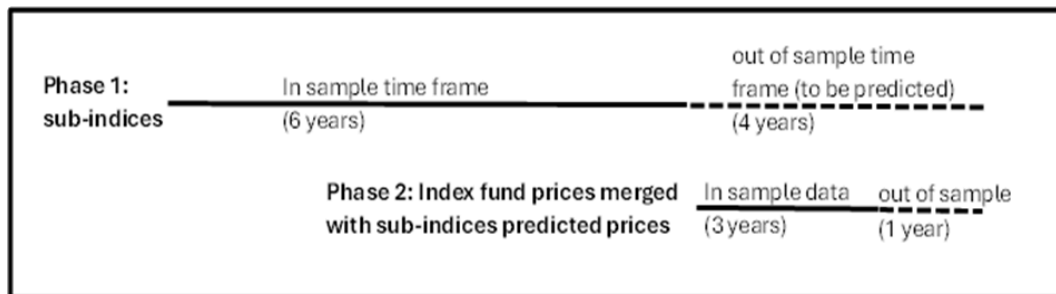 Phase 1:
sub-indices
In sample time frame
(6 years)
out of sample time
frame (to be predicted)
(4 years)
Phase 2: Index fund prices merged
with sub-indices predicted prices
In sample data
(3 years)
out of sample
(1 year)